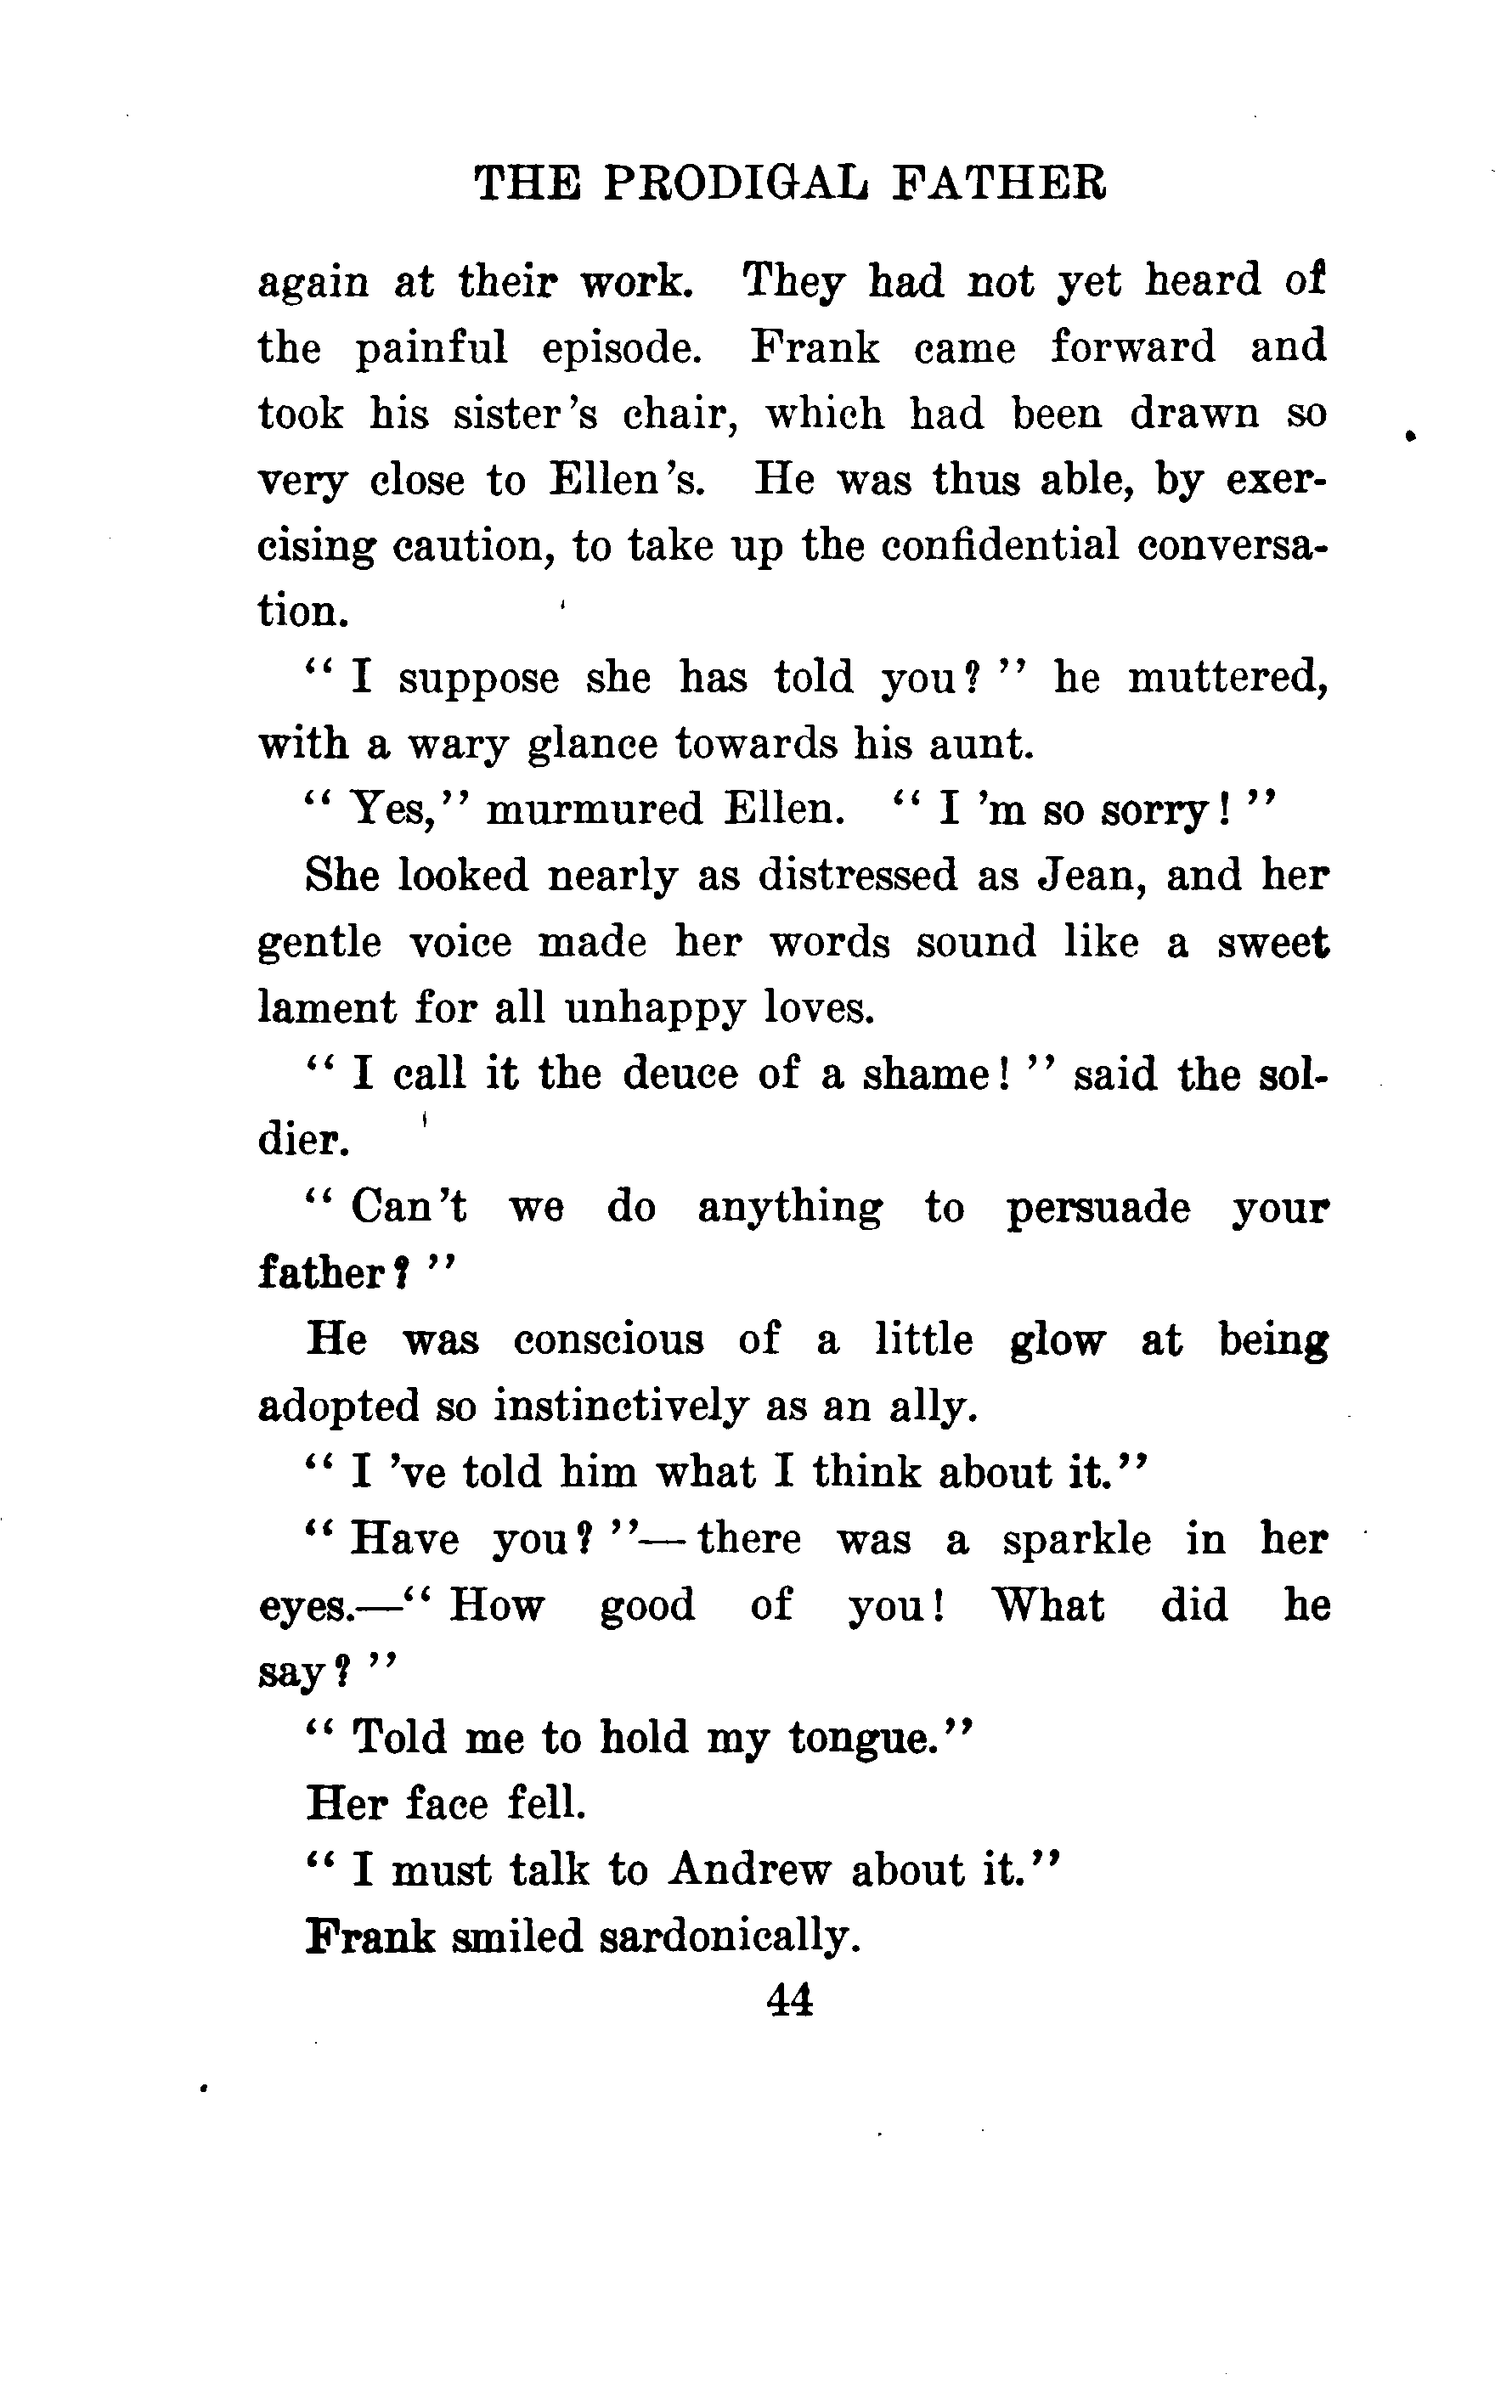 THE PRODIGAL FATHER
again at their work. They had not yet heard of
the painful episode. Frank came forward and
took his sister's chair, which had been drawn so
very close to Ellen's. He was thus able, by exer-
cising caution, to take up the confidential conversa-
tion.
" I suppose she has told you? " he muttered,
with a wary glance towards his aunt.
" Yes," murmured Ellen. " I 'm so sorry! "
She looked nearly as distressed as Jean, and her
gentle voice made her words sound like a sweet
lament for all unhappy loves.
" I call it the deuce of a shame! " said the sol-
dier.
" Can't we do anything to persuade your
father? "
He was conscious of a little glow at being
adopted so instinctively as an ally.
" I 've told him what I think about it."
" Have you? "— there was a sparkle in her
eyes.—" How good of you! What did he
say? "
" Told me to hold my tongue."
Her face fell.
" I must talk to Andrew about it."
Frank smiled sardonically.
44